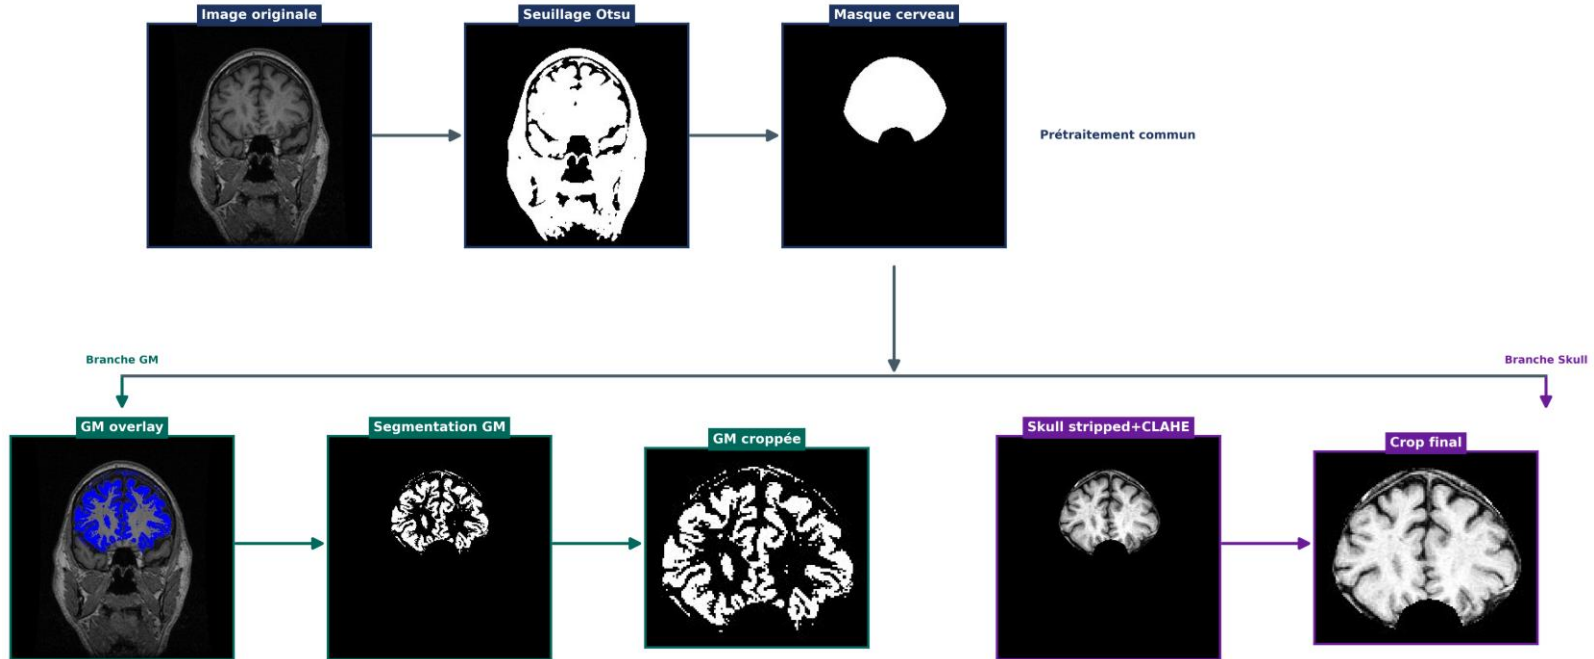 Image originale
Seuillage Otsu
Masque cerveau
Prétraitement commun
Branche GM
Branche Skull
GM overlay
Segmentation GM
GM croppée
Skull stripped+CLAHE
Crop final